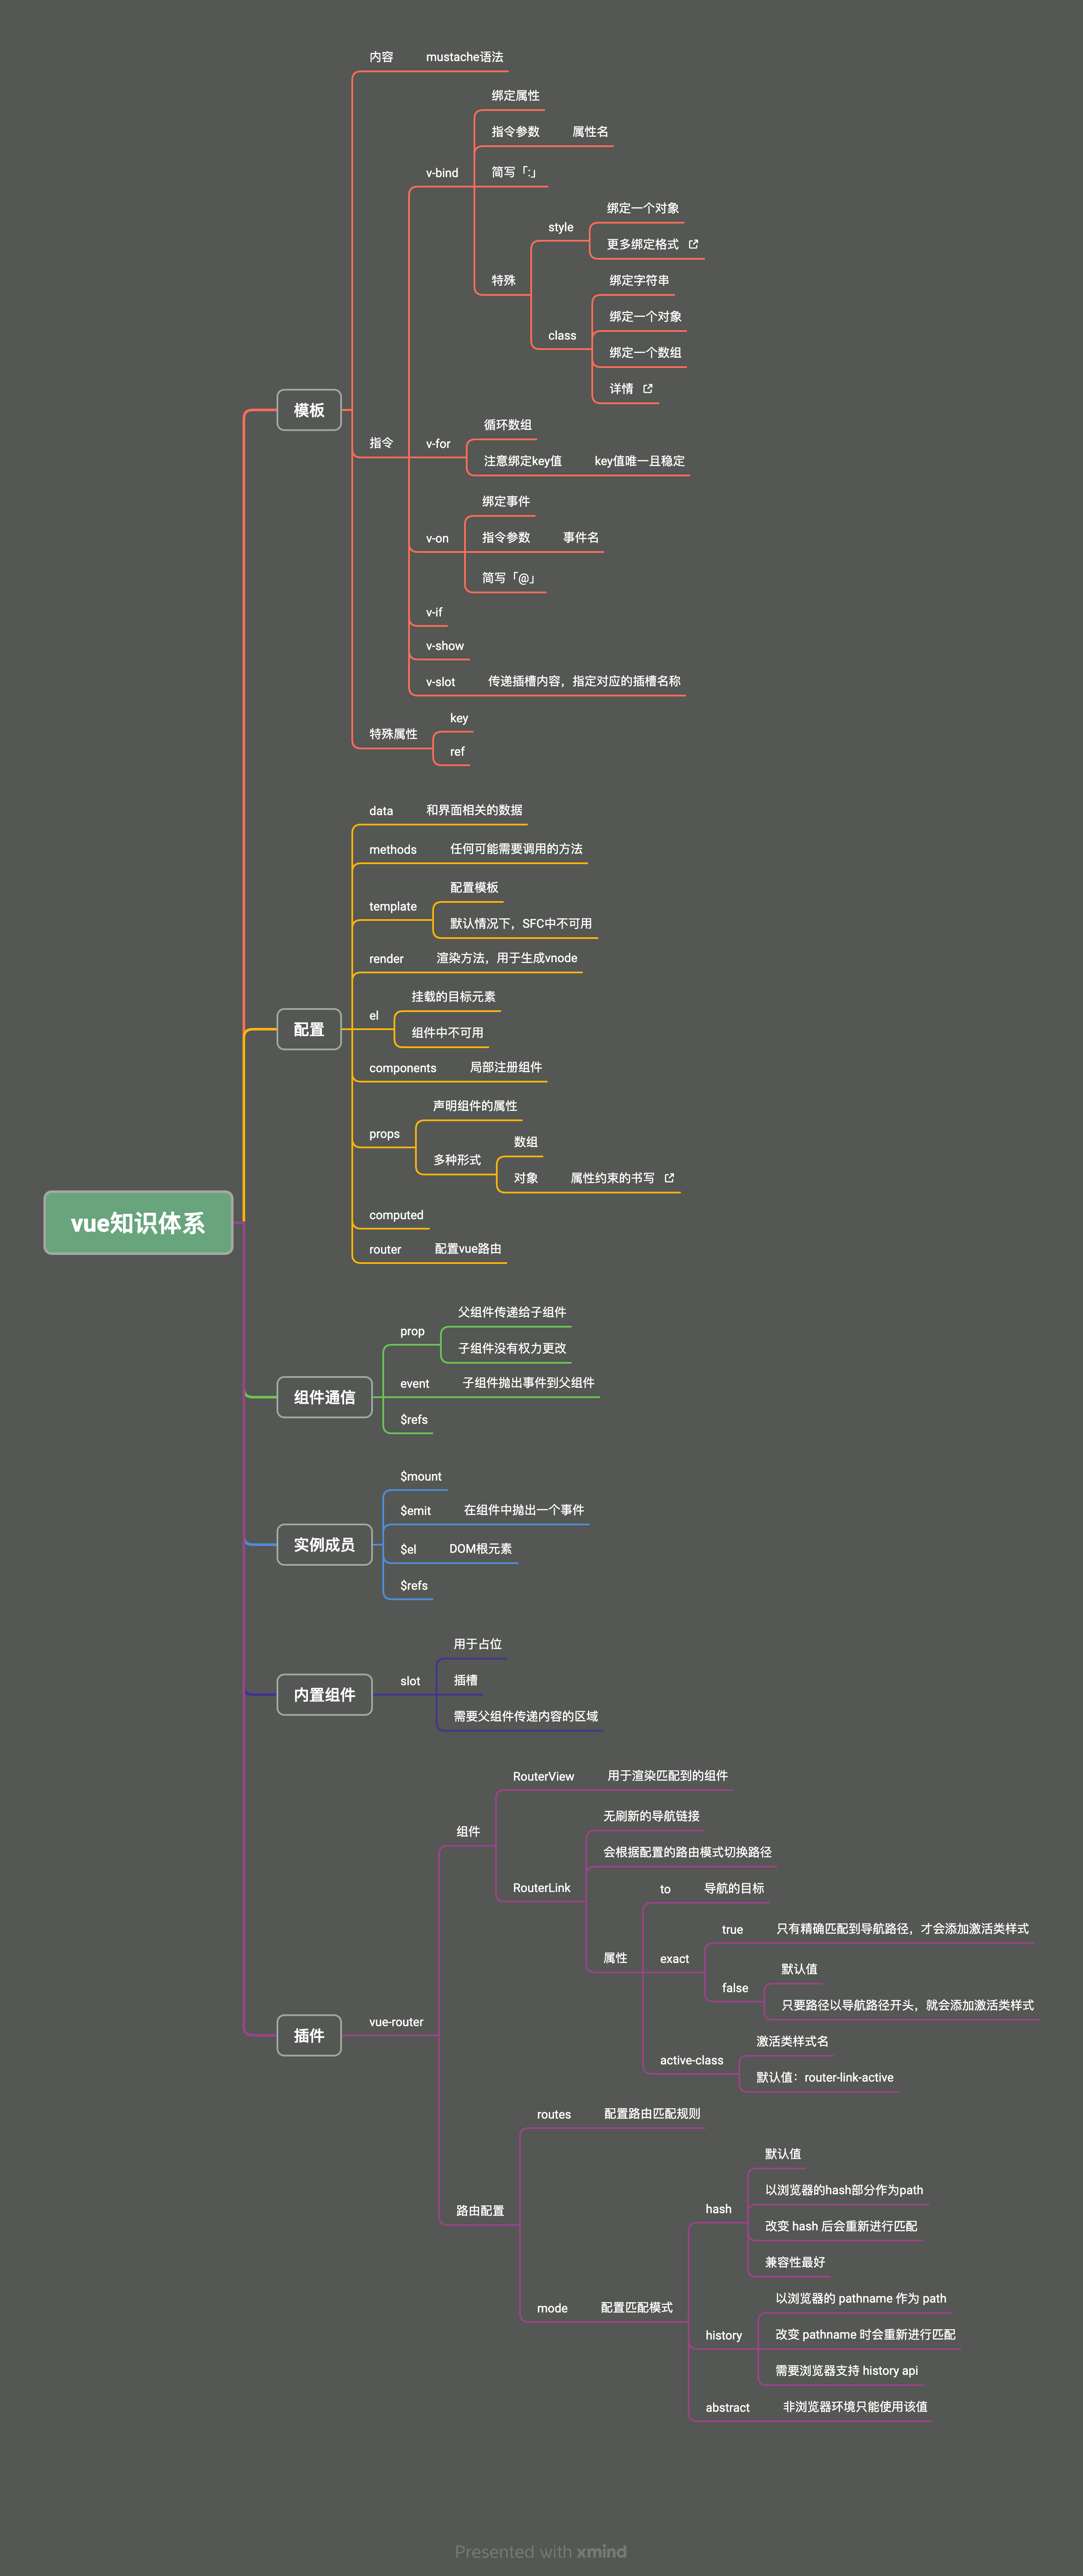 vue知识体系
模板
内容
mustache语法
指令
v-bind
绑定属性
指令参数
属性名
简写「:」
特殊
style
绑定一个对象
更多绑定格式
class
绑定字符串
绑定一个对象
绑定一个数组
详情
v-for
循环数组
注意绑定key值
key值唯一且稳定
v-on
绑定事件
指令参数
事件名
简写「@」
v-if
v-show
v-slot
传递插槽内容，指定对应的插槽名称
特殊属性
key
ref
配置
data
和界面相关的数据
methods
任何可能需要调用的方法
template
配置模板
默认情况下，SFC中不可用
render
渲染方法，用于生成vnode
el
挂载的目标元素
组件中不可用
components
局部注册组件
props
声明组件的属性
多种形式
数组
对象
属性约束的书写
computed
router
配置vue路由
组件通信
prop
父组件传递给子组件
子组件没有权力更改
event
子组件抛出事件到父组件
$refs
实例成员
$mount
$emit
在组件中抛出一个事件
$el
DOM根元素
$refs
内置组件
slot
用于占位
插槽
需要父组件传递内容的区域
插件
vue-router
组件
RouterView
用于渲染匹配到的组件
RouterLink
无刷新的导航链接
会根据配置的路由模式切换路径
属性
to
导航的目标
exact
true
只有精确匹配到导航路径，才会添加激活类样式
false
默认值
只要路径以导航路径开头，就会添加激活类样式
active-class
激活类样式名
默认值：router-link-active
路由配置
routes
配置路由匹配规则
mode
配置匹配模式
hash
默认值
以浏览器的hash部分作为path
改变 hash 后会重新进行匹配
兼容性最好
history
以浏览器的 pathname 作为 path
改变 pathname 时会重新进行匹配
需要浏览器支持 history api
abstract
非浏览器环境只能使用该值
Presented with xmind